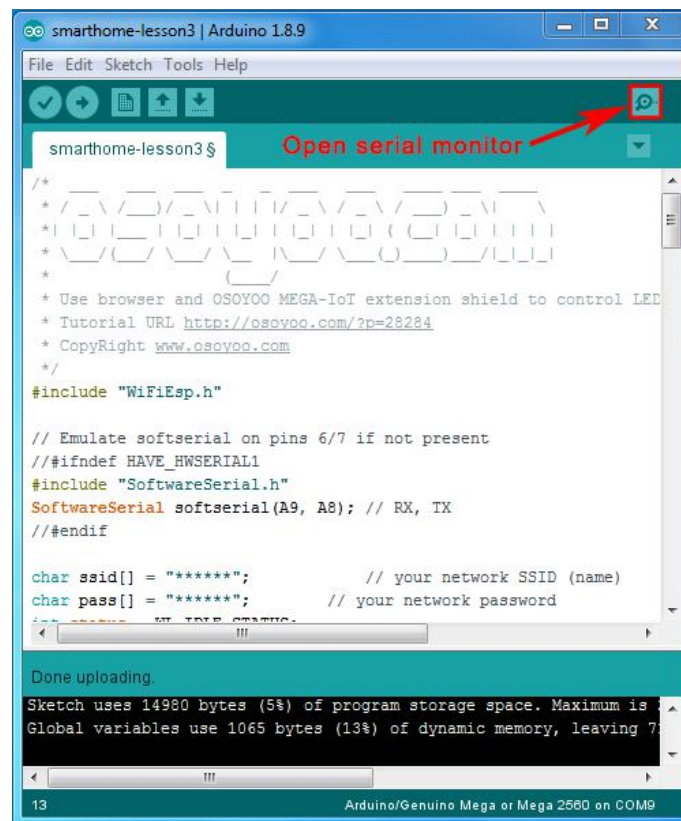 smarthome-lesson3 | Arduino 1.8.9
File Edit Sketch Tools Help
Open serial monitor
smarthome-lesson3 §
/*
* osoyoocom
*
* Use browser and OSOYOO MEGA-IoT extension shield to control LED
* Tutorial URL http://osoyoo.com/?p=28284
* CopyRight www.osoyoo.com
*/
#include "WiFiEsp.h"
// Emulate softserial on pins 6/7 if not present
//#ifndef HAVE_HWSERIAL1
#include "SoftwareSerial.h"
SoftwareSerial softserial(A9, A8); // RX, TX
//#endif
char ssid[] = "******"; // your network SSID (name)
char pass[] = "******"; // your network password
int status WL_IDLE_STATUS;
Done uploading.
Sketch uses 14980 bytes (5%) of program storage space. Maximum is
Global variables use 1065 bytes (13%) of dynamic memory, leaving 7
13
Arduino/Genuino Mega or Mega 2560 on COM9